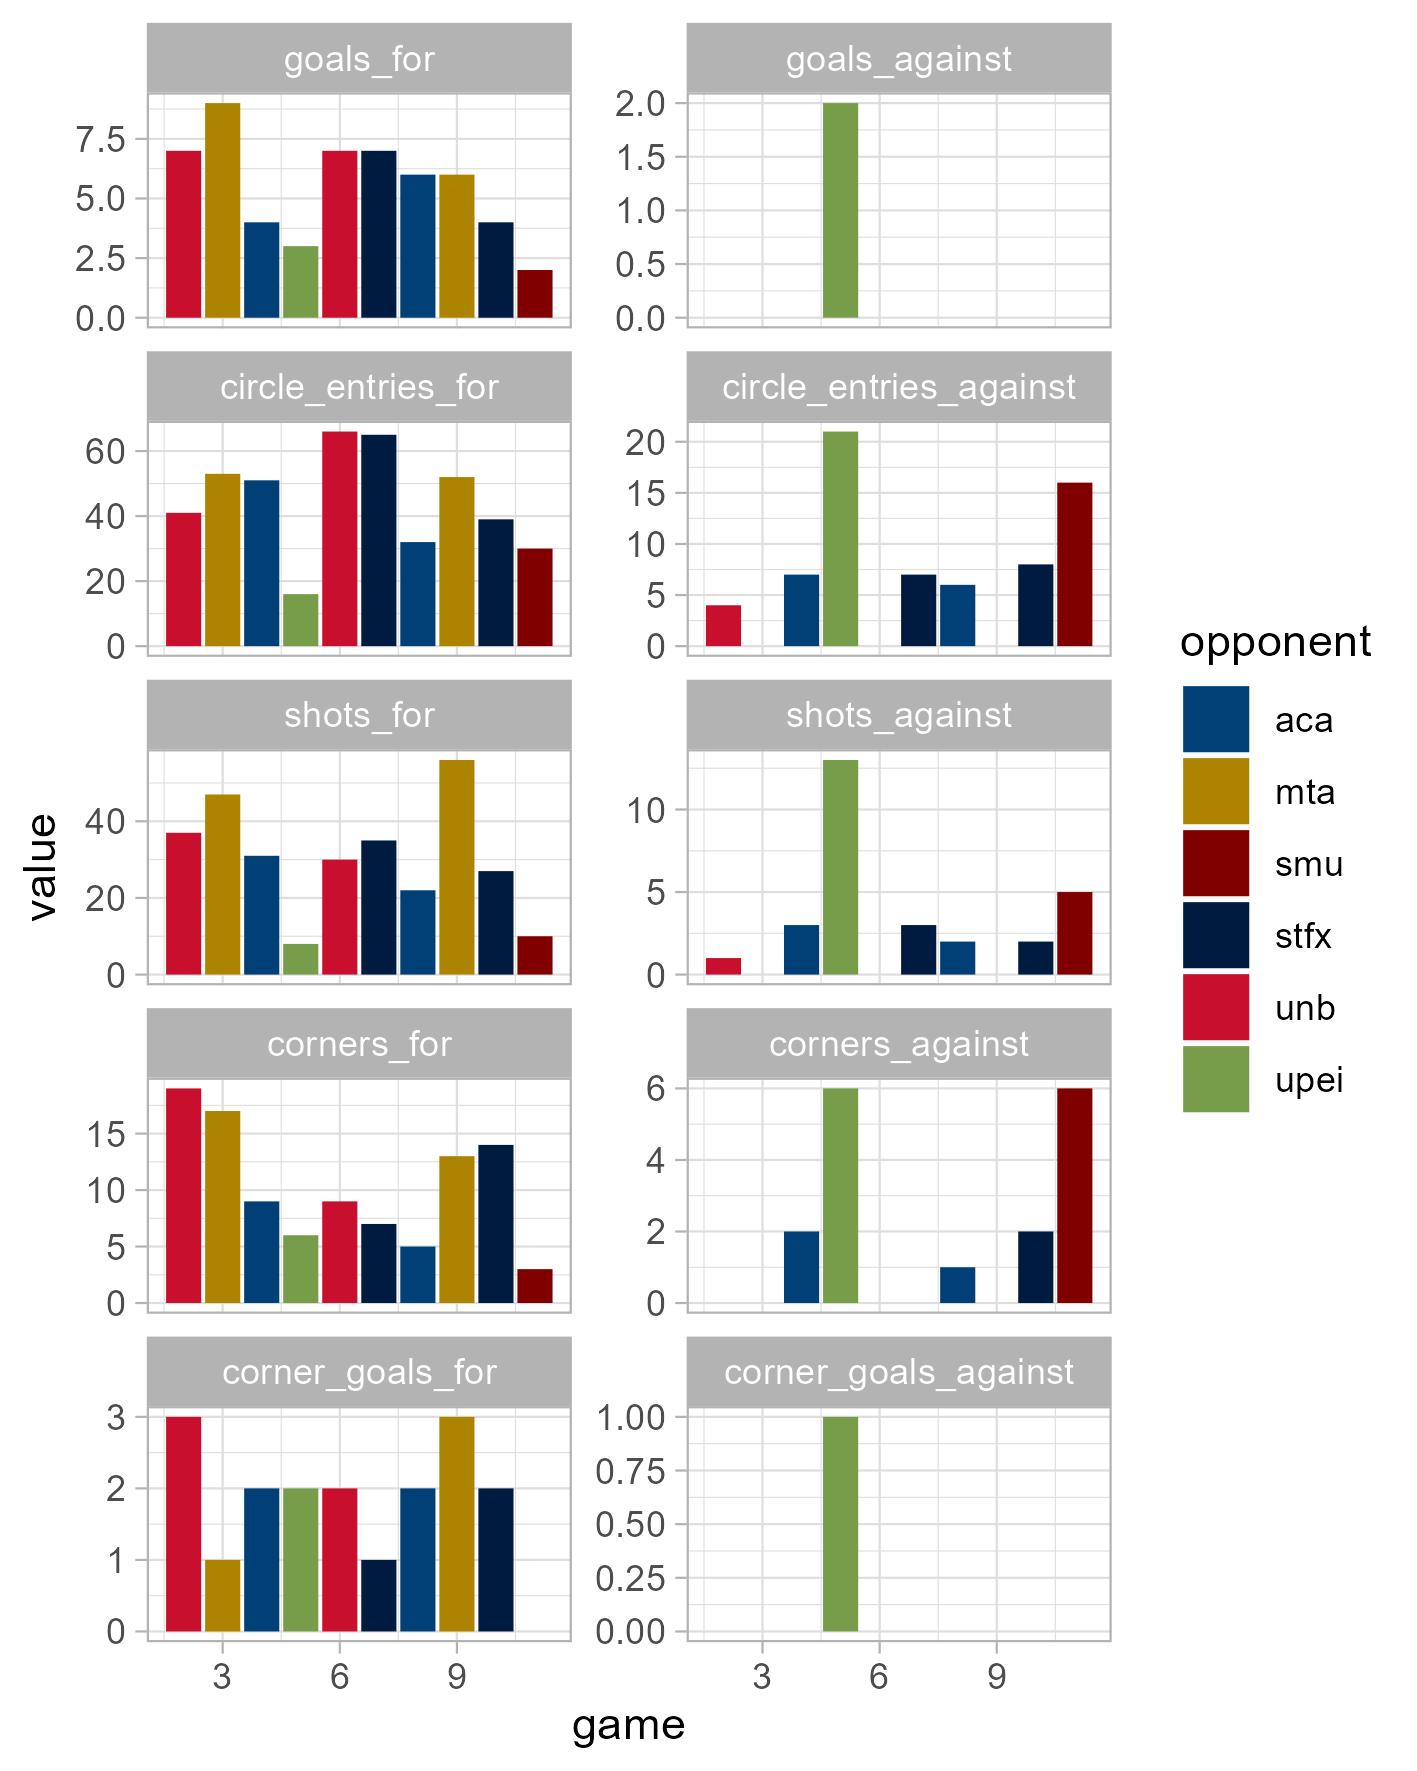 goals_for
goals_against
7.5
5.0
2.5
0.0
2.0
1.5
1.0
0.5
0.0
circle_entries_for
circle_entries_against
60
40
20
0
20
15
10
5
0
shots_for
shots_against
40
20
0
10
5
0
corners_for
corners_against
15
10
5
0
6
4
2
0
corner_goals_for
corner_goals_against
3
2
1
0
1.00
0.75
0.50
0.25
0.00
3 6 9
3 6 9
game
value
opponent
aca
mta
smu
stfx
unb
upei